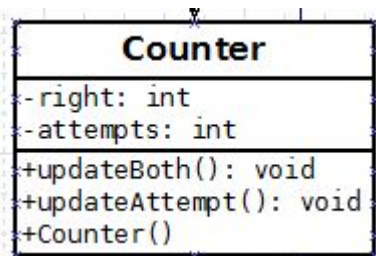 Counter
-right: int
-attempts: int
+updateBoth(): void
+updateAttempt(): void
+Counter()